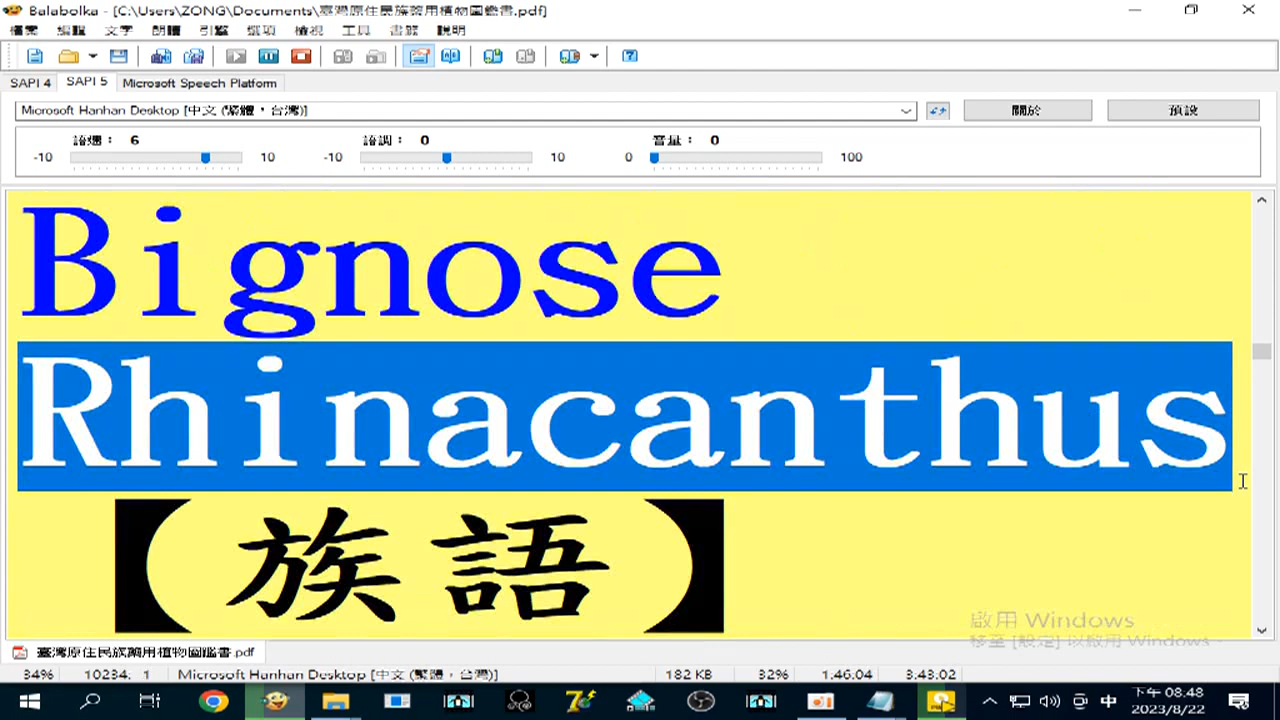 Balabolka - [C:\Users\ZONG\Documents\臺灣原住民族藥用植物圖鑑書.pdf]
檔案 編輯 文字 朗讀 引擎 選項 檢視 工具 書籤 說明
SAPI 4 SAPI 5 Microsoft Speech Platform
Microsoft Hanhan Desktop [中文 (繁體，台灣)] 關於 預設
語速： 6 語調： 0 音量： 0
-10 10 -10 10 0 100
Bignose
Rhinacanthus
【族語】
啟用 Windows
移至 [設定] 以啟用 Windows。
臺灣原住民族藥用植物圖鑑書.pdf
34% 10234: 1 Microsoft Hanhan Desktop [中文 (繁體，台灣)] 182 KB 32% 1:46:04 3:43:02
中 下午 08:48
2023/8/22